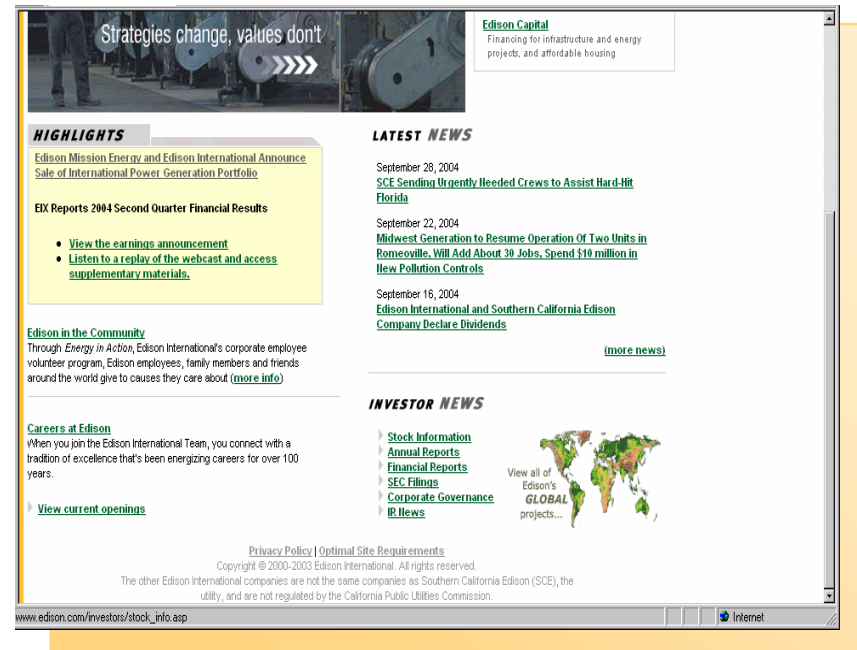 Strategies change, values don't
Edison Capital
Financing for infrastructure and energy
projects, and affordable housing
HIGHLIGHTS
Edison Mission Energy and Edison International Announce
Sale of International Power Generation Portfolio
EIX Reports 2004 Second Quarter Financial Results
View the earnings announcement
Listen to a replay of the webcast and access
supplementary materials.
Edison in the Community
Through Energy in Action, Edison International's corporate employee
volunteer program, Edison employees, family members and friends
around the world give to causes they care about (more info)
Careers at Edison
When you join the Edison International Team, you connect with a
tradition of excellence that's been energizing careers for over 100
years.
View current openings
LATEST NEWS
September 28, 2004
SCE Sending Urgently Needed Crews to Assist Hard-Hit
Florida
September 22, 2004
Midwest Generation to Resume Operation Of Two Units in
Romeoville, Will Add About 30 Jobs, Spend $10 million in
New Pollution Controls
September 16, 2004
Edison International and Southern California Edison
Company Declare Dividends
(more news)
INVESTOR NEWS
Stock Information
Annual Reports
Financial Reports
SEC Filings
Corporate Governance
IR News
View all of
Edison's
GLOBAL
projects...
Privacy Policy | Optimal Site Requirements
Copyright © 2000-2003 Edison International. All rights reserved.
The other Edison International companies are not the same companies as Southern California Edison (SCE), the
utility, and are not regulated by the California Public Utilities Commission.
www.edison.com/investors/stock_info.asp
Internet